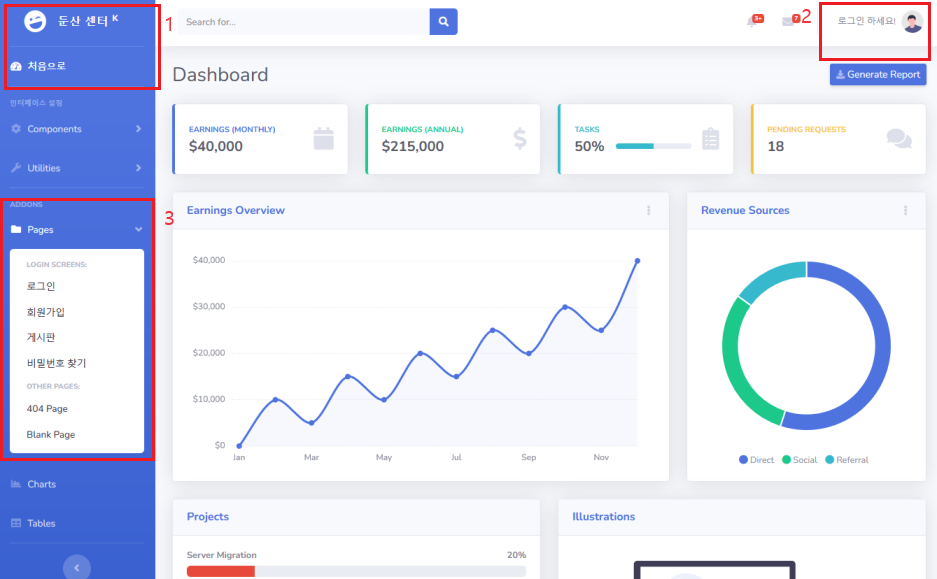 둔산 센터 K
1
Search for...
3+
7
2
로그인 하세요!
처음으로
Dashboard
Generate Report
인터페이스 설정
Components
Utilities
EARNINGS (MONTHLY)
$40,000
EARNINGS (ANNUAL)
$215,000
TASKS
50%
PENDING REQUESTS
18
ADDONS
Pages
3
LOGIN SCREENS:
로그인
회원가입
게시판
비밀번호 찾기
OTHER PAGES:
404 Page
Blank Page
Charts
Tables
Earnings Overview
$40,000
$30,000
$20,000
$10,000
$0
Jan
Mar
May
Jul
Sep
Nov
Revenue Sources
Direct
Social
Referral
Projects
Server Migration
20%
Illustrations